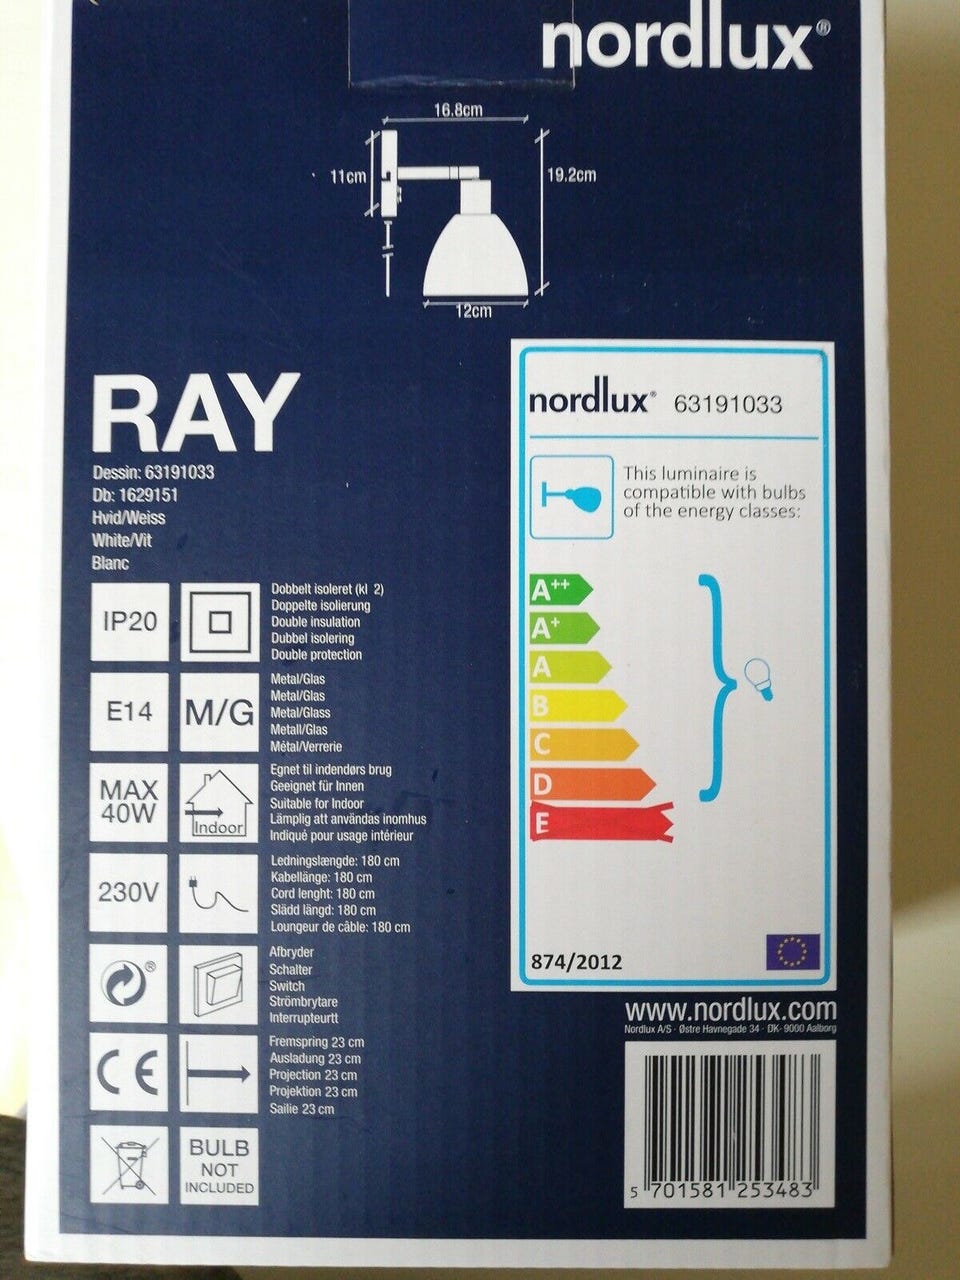 nordlux®
16.8cm
11cm
19.2cm
12cm
RAY
Dessin: 63191033
Db: 1629151
Hvid/Weiss
White/Vit
Blanc
IP20
Dobbelt isoleret (kl 2)
Doppelte isolierung
Double insulation
Dubbel isolering
Double protection
E14
M/G
Metal/Glas
Metal/Glas
Metal/Glass
Metall/Glas
Métal/Verrerie
MAX
40W
Indoor
Egnet til indendørs brug
Geeignet für Innen
Suitable for Indoor
Lämplig att användas inomhus
Indiqué pour usage intérieur
230V
Ledningslængde: 180 cm
Kabellänge: 180 cm
Cord lenght: 180 cm
Slädd längd: 180 cm
Loungeur de câble: 180 cm
®
Afbryder
Schalter
Switch
Strömbrytare
Interrupteurtt
CE
Fremspring 23 cm
Ausladung 23 cm
Projection 23 cm
Projektion 23 cm
Sailie 23 cm
BULB
NOT
INCLUDED
nordlux® 63191033
This luminaire is
compatible with bulbs
of the energy classes:
A++
A+
A
B
C
D
E
874/2012
www.nordlux.com
Nordlux A/S · Østre Havnegade 34 · DK- 9000 Aalborg
5 701581 253483